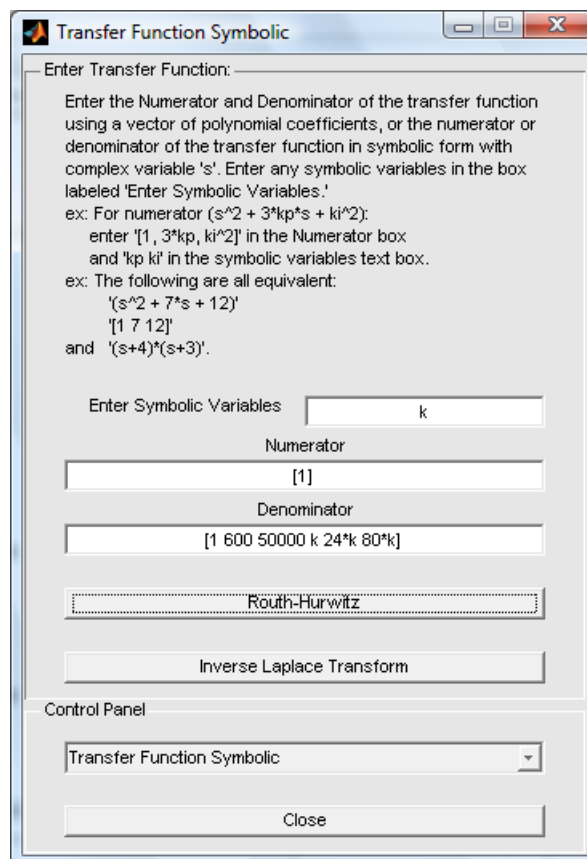 Transfer Function Symbolic
Enter Transfer Function:
Enter the Numerator and Denominator of the transfer function
using a vector of polynomial coefficients, or the numerator or
denominator of the transfer function in symbolic form with
complex variable 's'. Enter any symbolic variables in the box
labeled 'Enter Symbolic Variables.'
ex: For numerator (s^2 + 3*kp*s + ki^2):
enter '[1, 3*kp, ki^2]' in the Numerator box
and 'kp ki' in the symbolic variables text box.
ex: The following are all equivalent:
'(s^2 + 7*s + 12)'
'[1 7 12]'
and '(s+4)*(s+3)'.
Enter Symbolic Variables k
Numerator
[1]
Denominator
[1 600 50000 k 24*k 80*k]
Routh-Hurwitz
Inverse Laplace Transform
Control Panel
Transfer Function Symbolic
Close